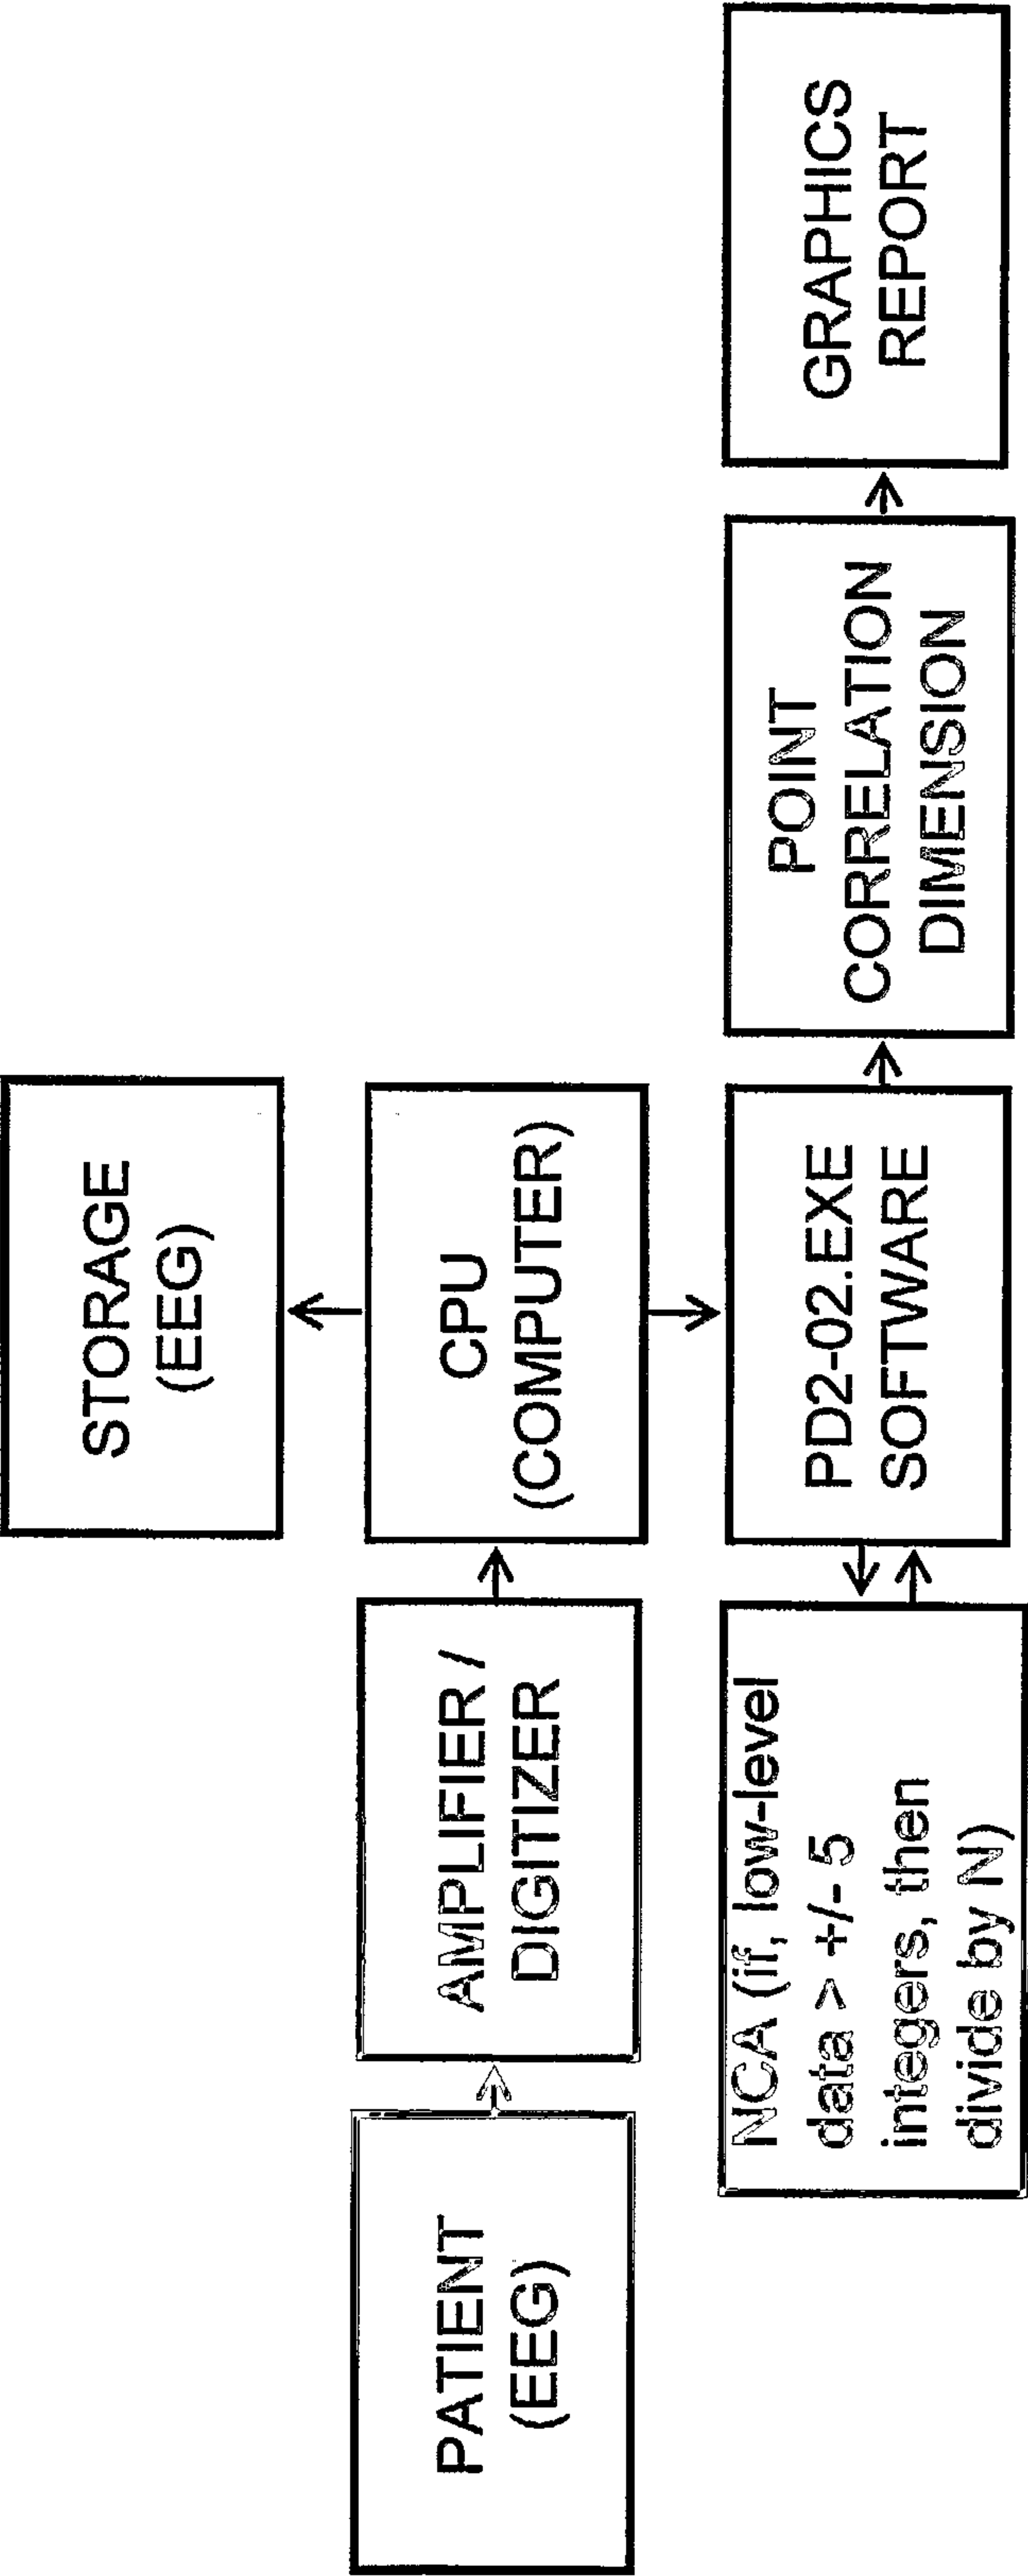 STORAGE
(EEG)
PATIENT
(EEG)
AMPLIFIER /
DIGITIZER
CPU
(COMPUTER)
NCA (if, low-level
data > +/- 5
integers, then
divide by N)
PD2-02.EXE
SOFTWARE
POINT
CORRELATION
DIMENSION
GRAPHICS
REPORT